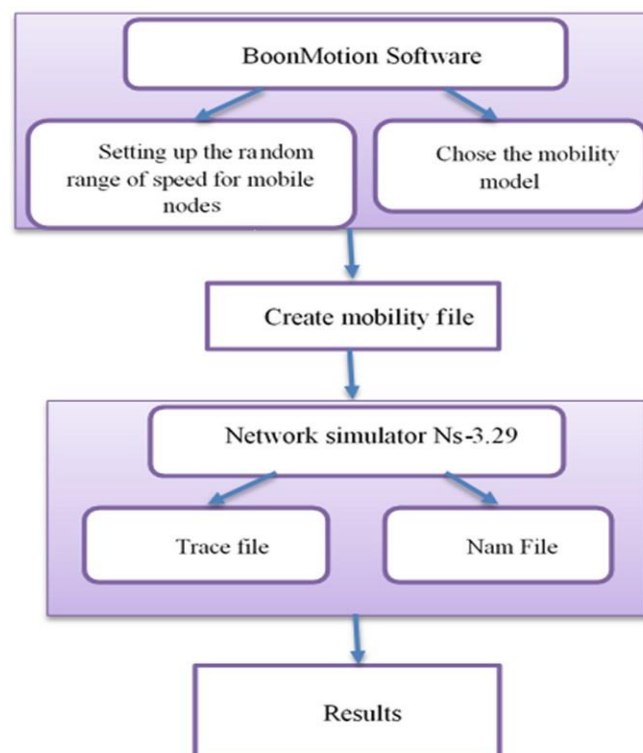 BoonMotion Software
Setting up the random
range of speed for mobile
nodes
Chose the mobility
model
Create mobility file
Network simulator Ns-3.29
Trace file
Nam File
Results